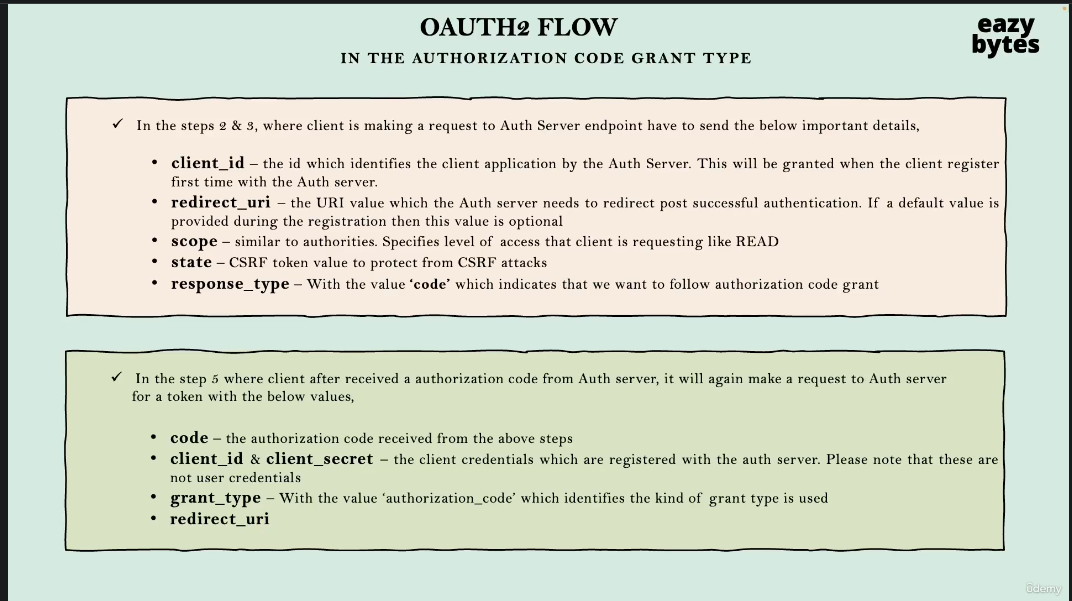 OAUTH2 FLOW
eazy
bytes
IN THE AUTHORIZATION CODE GRANT TYPE
✓ In the steps 2 & 3, where client is making a request to Auth Server endpoint have to send the below important details,
• client_id – the id which identifies the client application by the Auth Server. This will be granted when the client register
first time with the Auth server.
• redirect_uri – the URI value which the Auth server needs to redirect post successful authentication. If a default value is
provided during the registration then this value is optional
• scope – similar to authorities. Specifies level of access that client is requesting like READ
• state – CSRF token value to protect from CSRF attacks
• response_type – With the value ‘code’ which indicates that we want to follow authorization code grant
✓ In the step 5 where client after received a authorization code from Auth server, it will again make a request to Auth server
for a token with the below values,
• code – the authorization code received from the above steps
• client_id & client_secret – the client credentials which are registered with the auth server. Please note that these are
not user credentials
• grant_type – With the value ‘authorization_code’ which identifies the kind of grant type is used
• redirect_uri
ûdemy